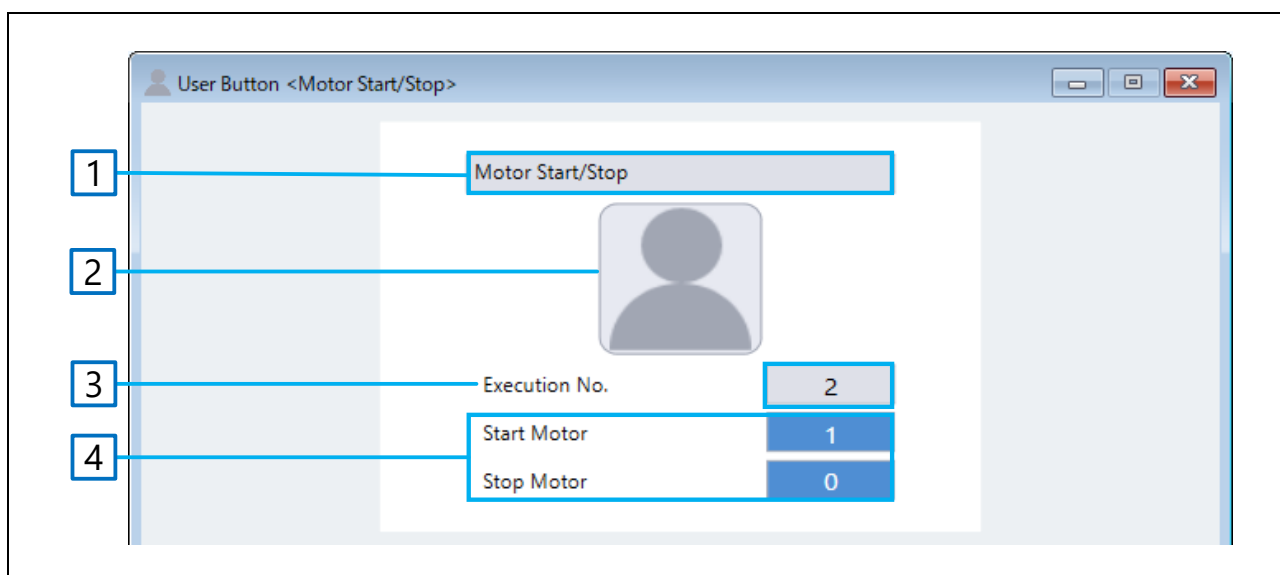 User Button <Motor Start/Stop>
1 Motor Start/Stop
2
3 Execution No. 2
4 Start Motor 1
Stop Motor 0